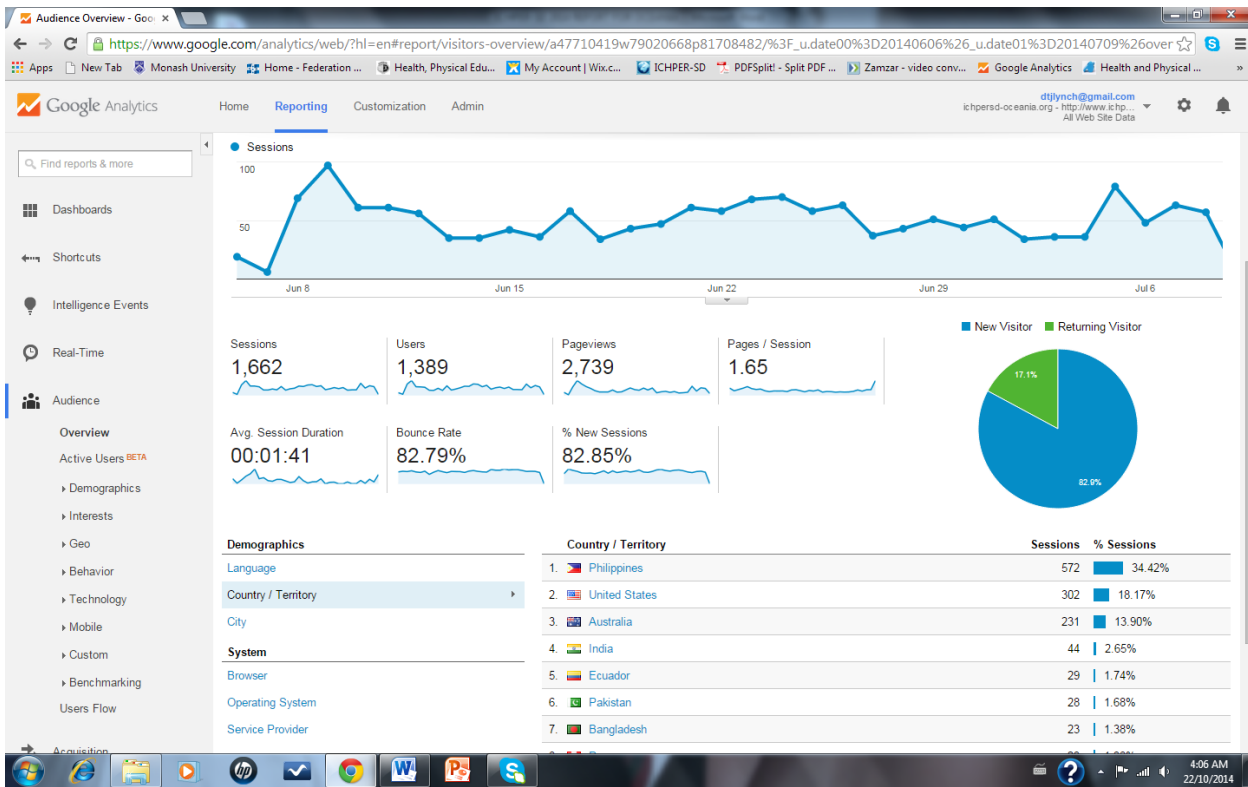 Audience Overview - Goo
https://www.google.com/analytics/web/?hl=en#report/visitors-overview/a47710419w79020668p81708482/%3F_u.date00%3D20140606%26_u.date01%3D20140709%26over
Apps New Tab Monash University Home - Federation ... Health, Physical Edu... My Account | Wix.c... ICHPER-SD PDFSplit! - Split PDF ... Zamzar - video conv... Google Analytics Health and Physical ... »
Google Analytics Home Reporting Customization Admin
dtjlynch@gmail.com
ichpersd-oceania.org - http://www.ichp...
All Web Site Data
Find reports & more
Dashboards
Shortcuts
Intelligence Events
Real-Time
Audience
Overview
Active Users BETA
Demographics
Interests
Geo
Behavior
Technology
Mobile
Custom
Benchmarking
Users Flow
Acquisition
Sessions
100
50
Jun 8 Jun 15 Jun 22 Jun 29 Jul 6
New Visitor Returning Visitor
17.1%
82.9%
Sessions Users Pageviews Pages / Session
1,662 1,389 2,739 1.65
Avg. Session Duration Bounce Rate % New Sessions
00:01:41 82.79% 82.85%
Demographics
Language
Country / Territory
City
System
Browser
Operating System
Service Provider
Country / Territory Sessions % Sessions
1. Philippines 572 34.42%
2. United States 302 18.17%
3. Australia 231 13.90%
4. India 44 2.65%
5. Ecuador 29 1.74%
6. Pakistan 28 1.68%
7. Bangladesh 23 1.38%
hp
4:06 AM
22/10/2014